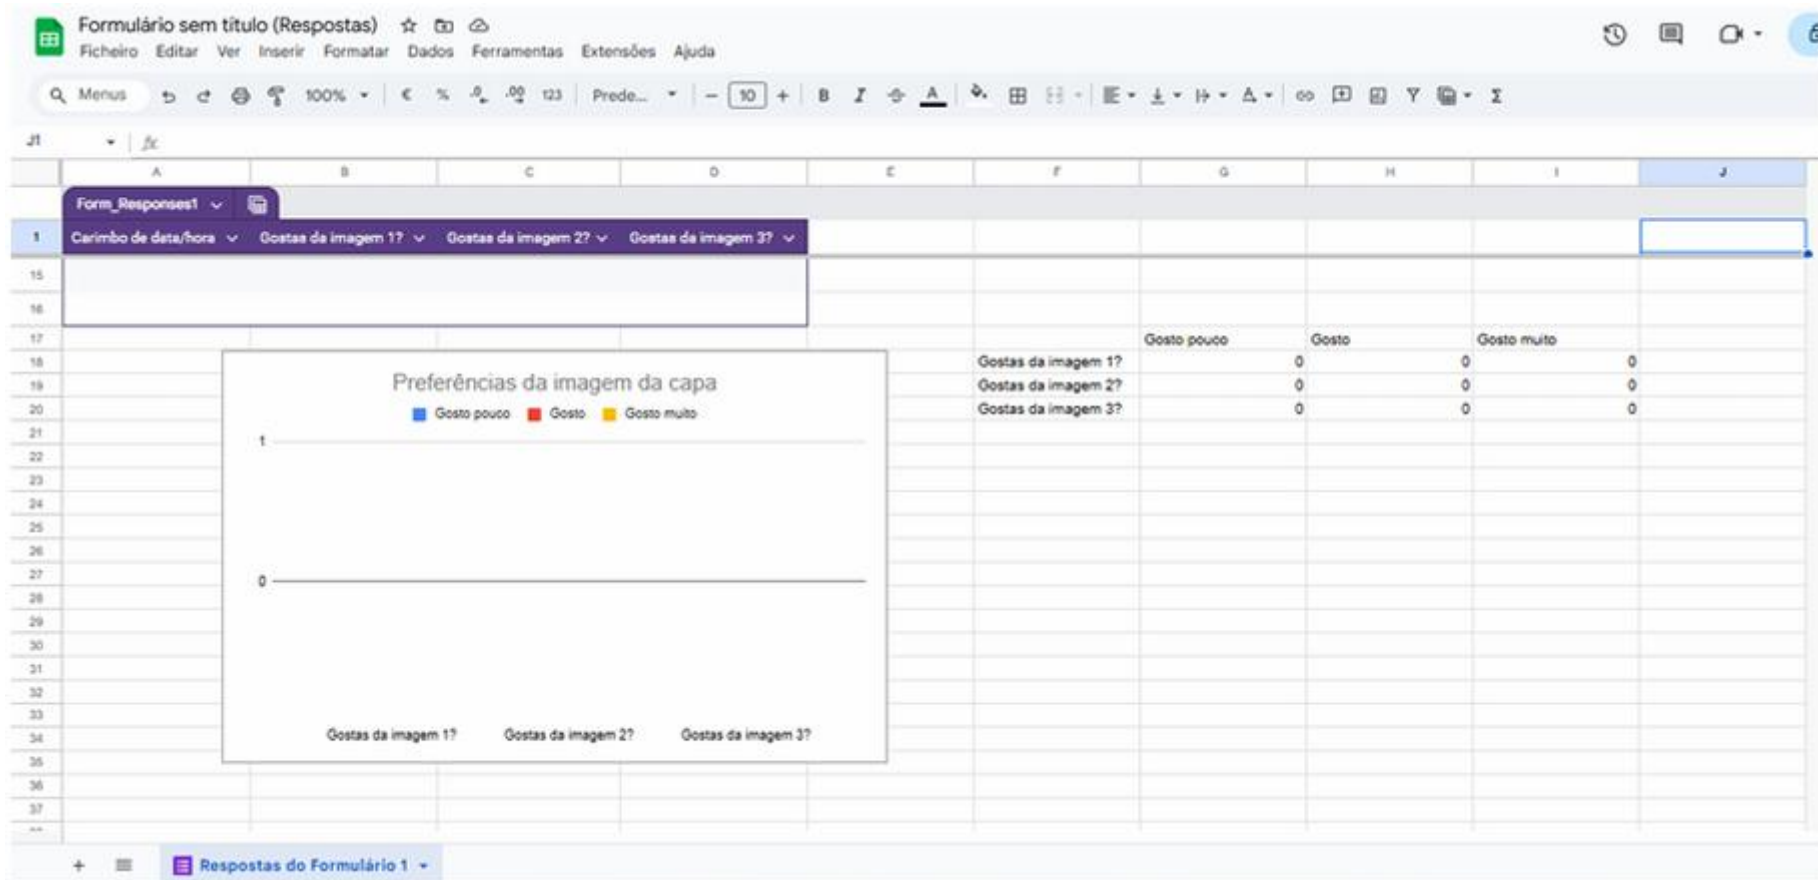 Formulário sem título (Respostas)
Ficheiro Editar Ver Inserir Formatar Dados Ferramentas Extensões Ajuda
Menus 100% € % .0 .00 123 Prede... − 10 + B I A Σ
J1 fx
A B C D E F G H I J
Form_Responses1
1 Carimbo de data/hora Gostas da imagem 1? Gostas da imagem 2? Gostas da imagem 3?
15
16
17 Gosto pouco Gosto Gosto muito
18 Gostas da imagem 1? 0 0 0
19 Gostas da imagem 2? 0 0 0
20 Gostas da imagem 3? 0 0 0
21
22
23
24
25
26
27
28
29
30
31
32
33
34
35
36
37
Preferências da imagem da capa
Gosto pouco Gosto Gosto muito
1
0
Gostas da imagem 1? Gostas da imagem 2? Gostas da imagem 3?
+ Respostas do Formulário 1